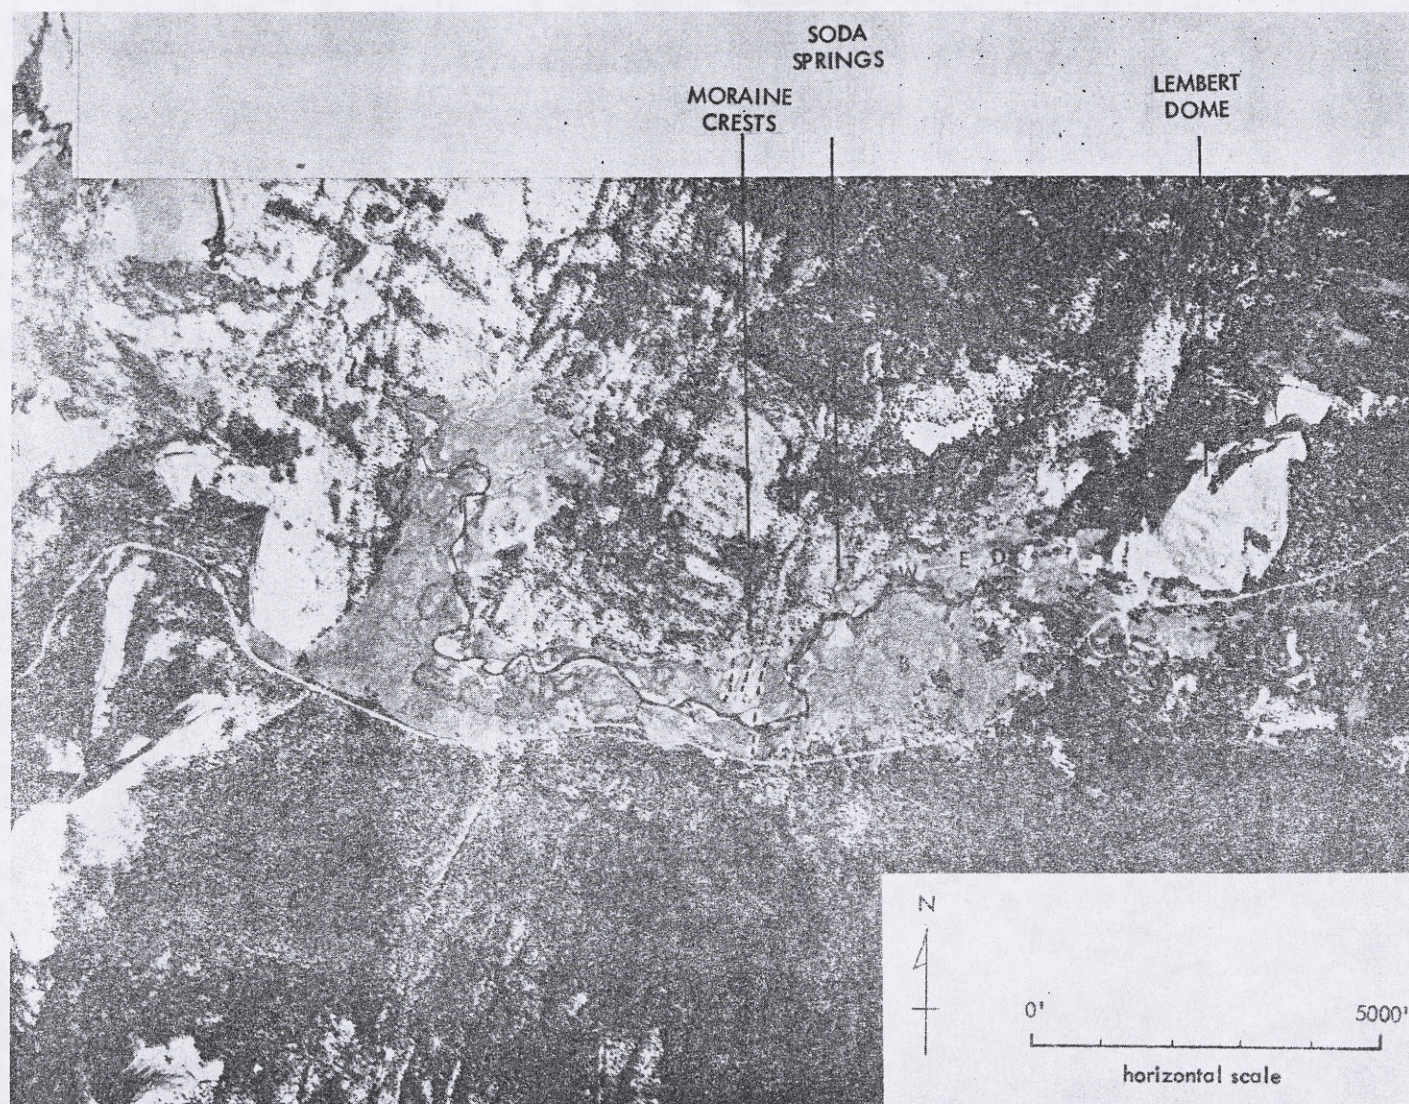 SODA
SPRINGS
MORAINE
CRESTS
LEMBERT
DOME
W E D
B
N
0' 5000'
horizontal scale